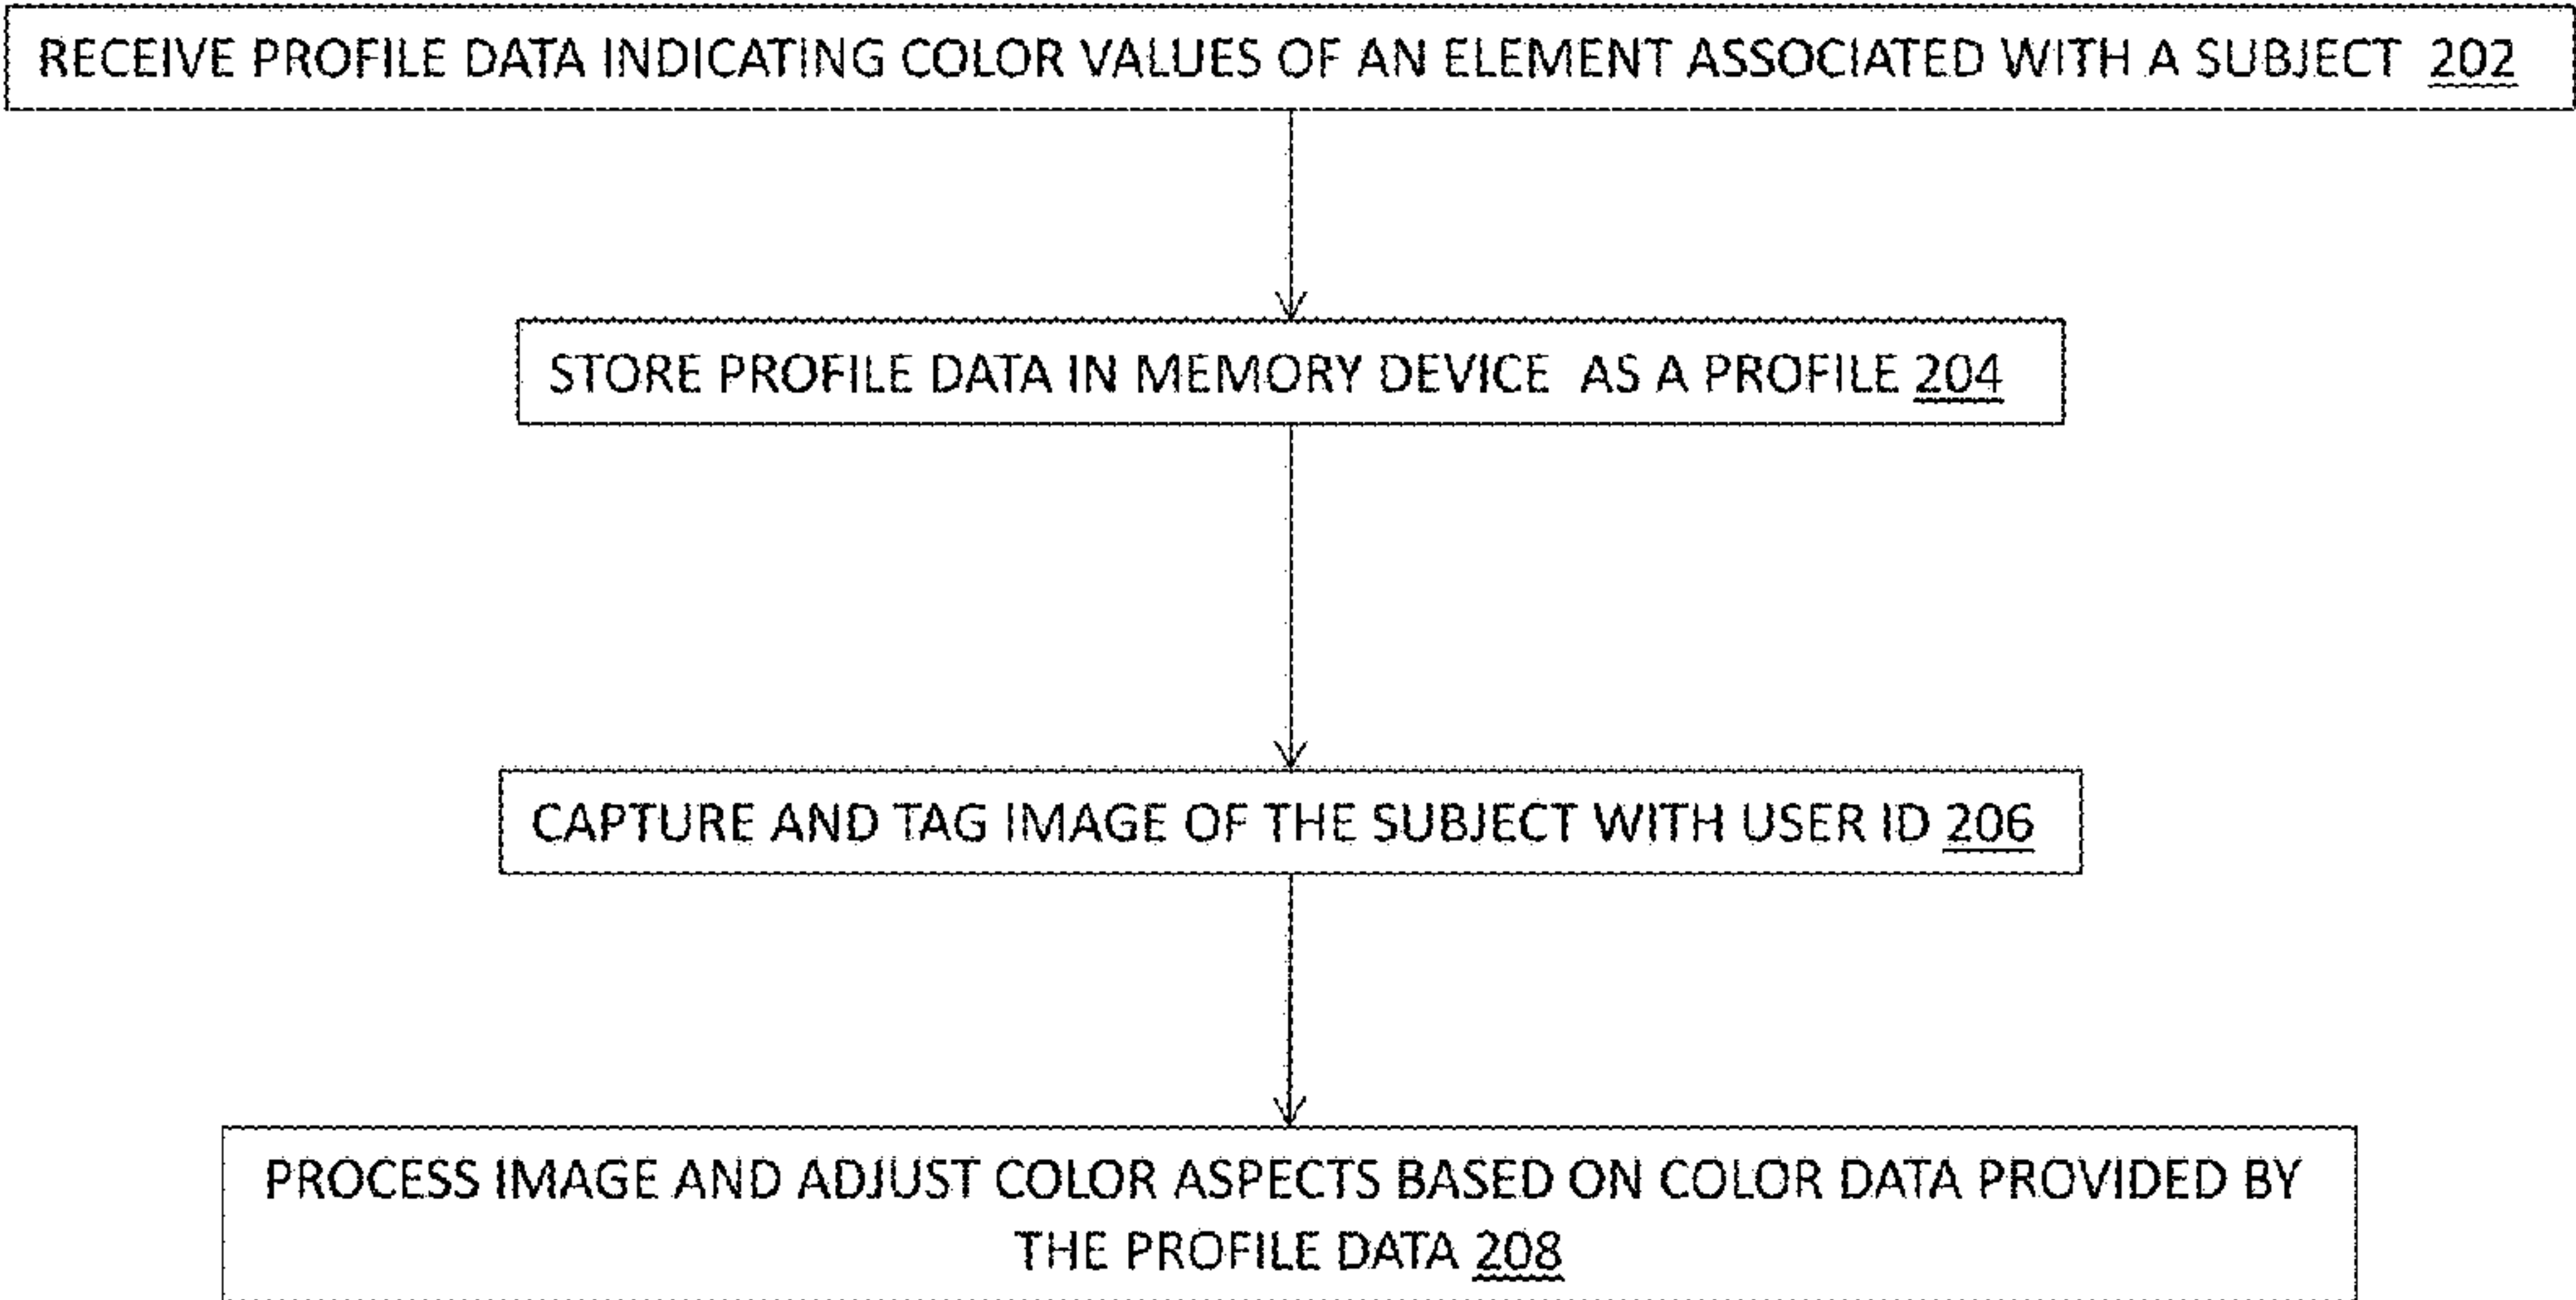 RECEIVE PROFILE DATA INDICATING COLOR VALUES OF AN ELEMENT ASSOCIATED WITH A SUBJECT 202
STORE PROFILE DATA IN MEMORY DEVICE AS A PROFILE 204
CAPTURE AND TAG IMAGE OF THE SUBJECT WITH USER ID 206
PROCESS IMAGE AND ADJUST COLOR ASPECTS BASED ON COLOR DATA PROVIDED BY
THE PROFILE DATA 208